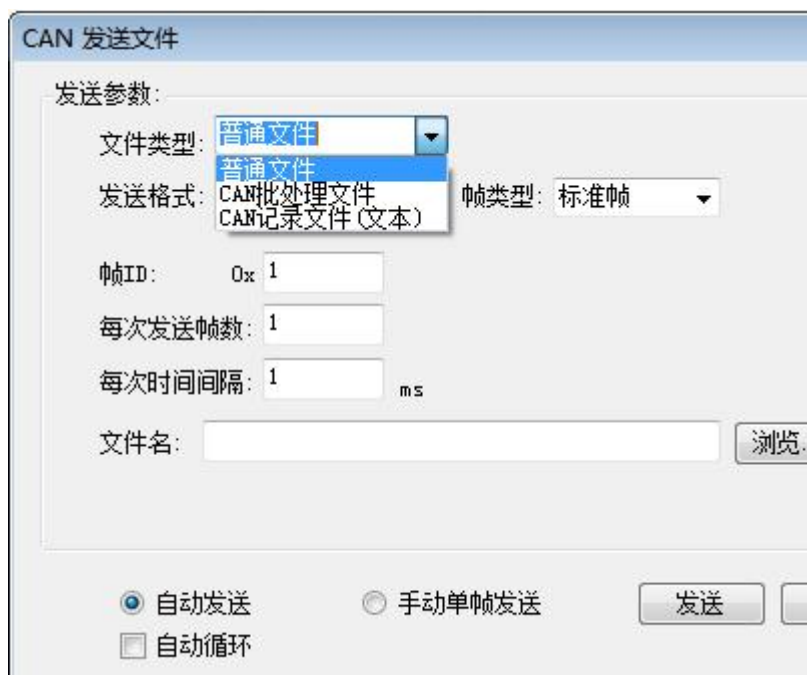 CAN 发送文件
发送参数:
文件类型: 普通文件
普通文件
发送格式: CAN批处理文件 帧类型: 标准帧
CAN记录文件(文本)
帧ID: 0x 1
每次发送帧数: 1
每次时间间隔: 1 ms
文件名: 浏览.
自动发送 手动单帧发送 发送
自动循环